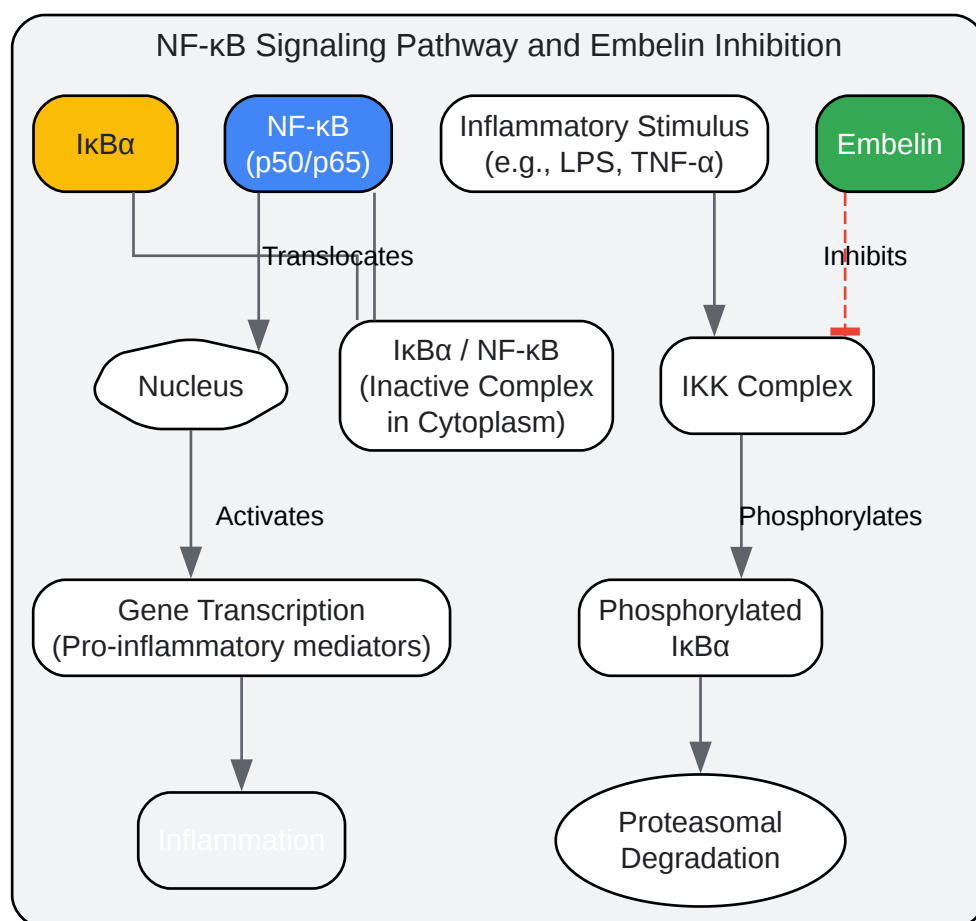 NF-κB Signaling Pathway and Embelin Inhibition
IκBα
NF-κB
(p50/p65)
Inflammatory Stimulus
(e.g., LPS, TNF-α)
Embelin
Translocates
Inhibits
Nucleus
IκBα / NF-κB
(Inactive Complex
in Cytoplasm)
IKK Complex
Activates
Phosphorylates
Gene Transcription
(Pro-inflammatory mediators)
Phosphorylated
IκBα
Inflammation
Proteasomal
Degradation